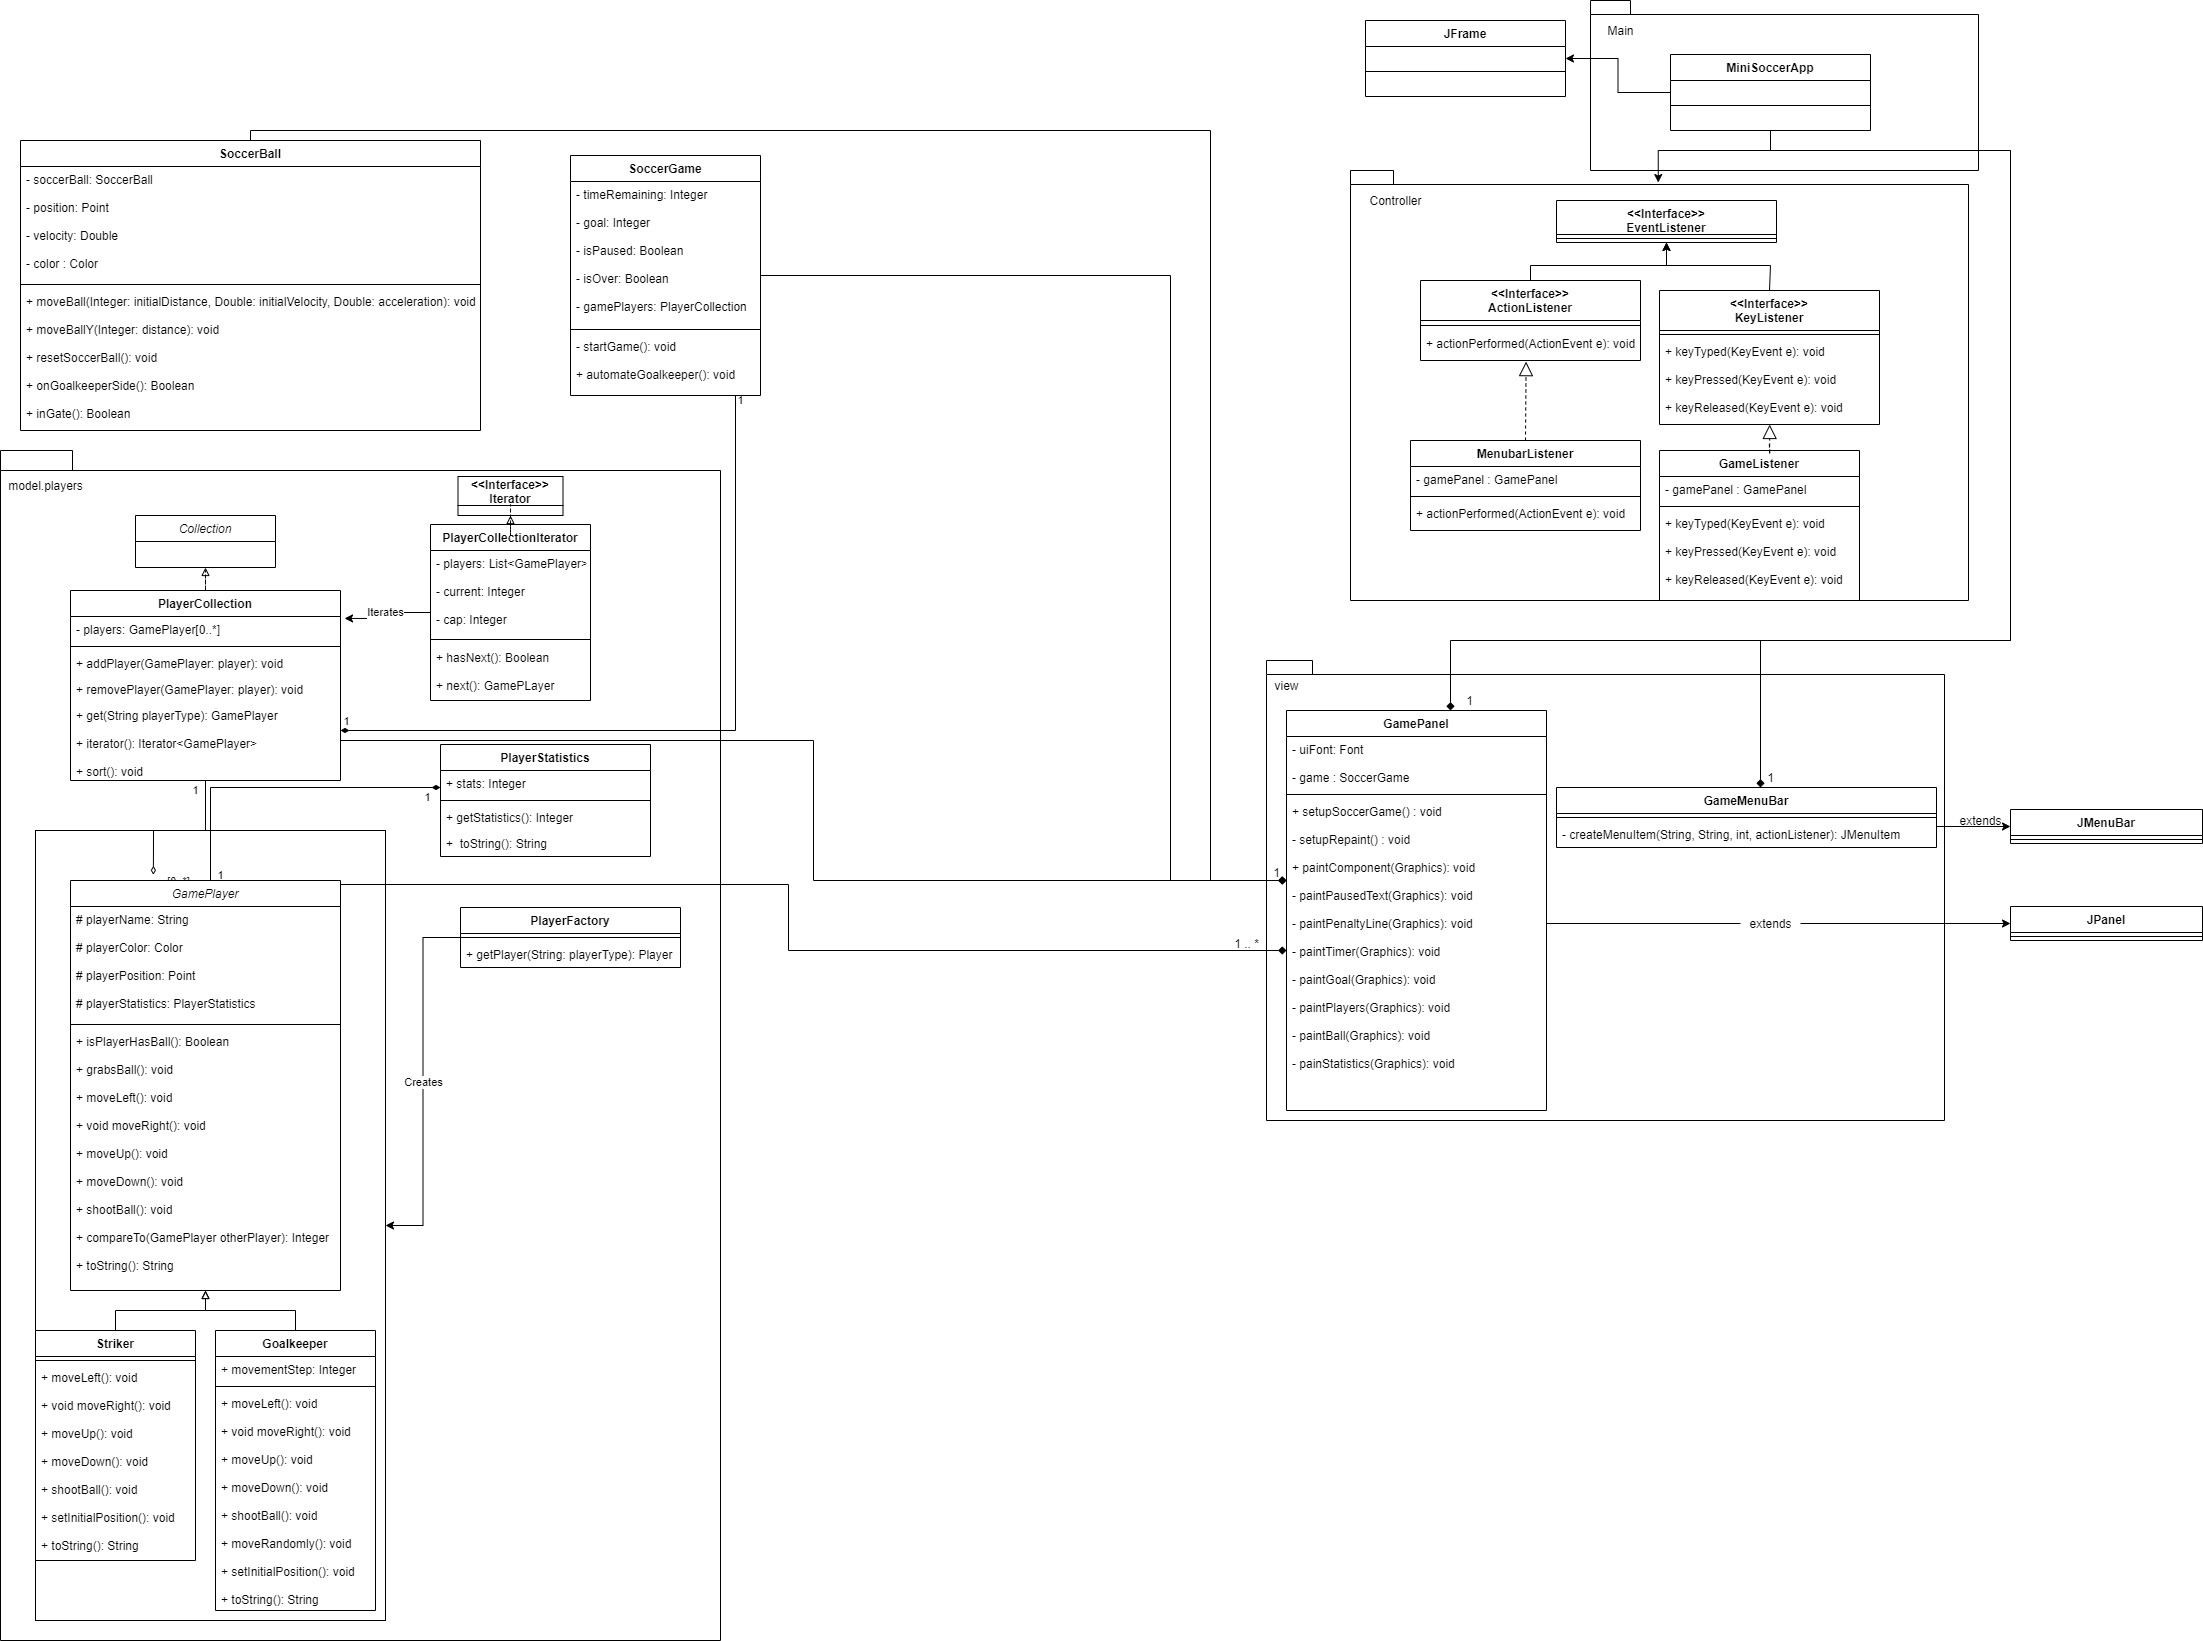 JFrame
Main
MiniSoccerApp
SoccerBall
- soccerBall: SoccerBall
- position: Point
- velocity: Double
- color : Color
+ moveBall(Integer: initialDistance, Double: initialVelocity, Double: acceleration): void
+ moveBallY(Integer: distance): void
+ resetSoccerBall(): void
+ onGoalkeeperSide(): Boolean
+ inGate(): Boolean
SoccerGame
- timeRemaining: Integer
- goal: Integer
- isPaused: Boolean
- isOver: Boolean
- gamePlayers: PlayerCollection
- startGame(): void
+ automateGoalkeeper(): void
1
Controller
<<Interface>>
EventListener
<<Interface>>
ActionListener
+ actionPerformed(ActionEvent e): void
<<Interface>>
KeyListener
+ keyTyped(KeyEvent e): void
+ keyPressed(KeyEvent e): void
+ keyReleased(KeyEvent e): void
MenubarListener
- gamePanel : GamePanel
+ actionPerformed(ActionEvent e): void
GameListener
- gamePanel : GamePanel
+ keyTyped(KeyEvent e): void
+ keyPressed(KeyEvent e): void
+ keyReleased(KeyEvent e): void
model.players
<<Interface>>
Iterator
Collection
PlayerCollectionIterator
- players: List<GamePlayer>
- current: Integer
- cap: Integer
+ hasNext(): Boolean
+ next(): GamePLayer
Iterates
PlayerCollection
- players: GamePlayer[0..*]
+ addPlayer(GamePlayer: player): void
+ removePlayer(GamePlayer: player): void
+ get(String playerType): GamePlayer
+ iterator(): Iterator<GamePlayer>
+ sort(): void
1
1
PlayerStatistics
+ stats: Integer
+ getStatistics(): Integer
+ toString(): String
1
1
GamePlayer
# playerName: String
# playerColor: Color
# playerPosition: Point
# playerStatistics: PlayerStatistics
+ isPlayerHasBall(): Boolean
+ grabsBall(): void
+ moveLeft(): void
+ void moveRight(): void
+ moveUp(): void
+ moveDown(): void
+ shootBall(): void
+ compareTo(GamePlayer otherPlayer): Integer
+ toString(): String
PlayerFactory
+ getPlayer(String: playerType): Player
Creates
Striker
+ moveLeft(): void
+ void moveRight(): void
+ moveUp(): void
+ moveDown(): void
+ shootBall(): void
+ setInitialPosition(): void
+ toString(): String
Goalkeeper
+ movementStep: Integer
+ moveLeft(): void
+ void moveRight(): void
+ moveUp(): void
+ moveDown(): void
+ shootBall(): void
+ moveRandomly(): void
+ setInitialPosition(): void
+ toString(): String
view
1
GamePanel
- uiFont: Font
- game : SoccerGame
+ setupSoccerGame() : void
- setupRepaint() : void
+ paintComponent(Graphics): void
- paintPausedText(Graphics): void
- paintPenaltyLine(Graphics): void
- paintTimer(Graphics): void
- paintGoal(Graphics): void
- paintPlayers(Graphics): void
- paintBall(Graphics): void
- painStatistics(Graphics): void
1
1 .. *
1
GameMenuBar
- createMenuItem(String, String, int, actionListener): JMenuItem
extends
JMenuBar
extends
JPanel